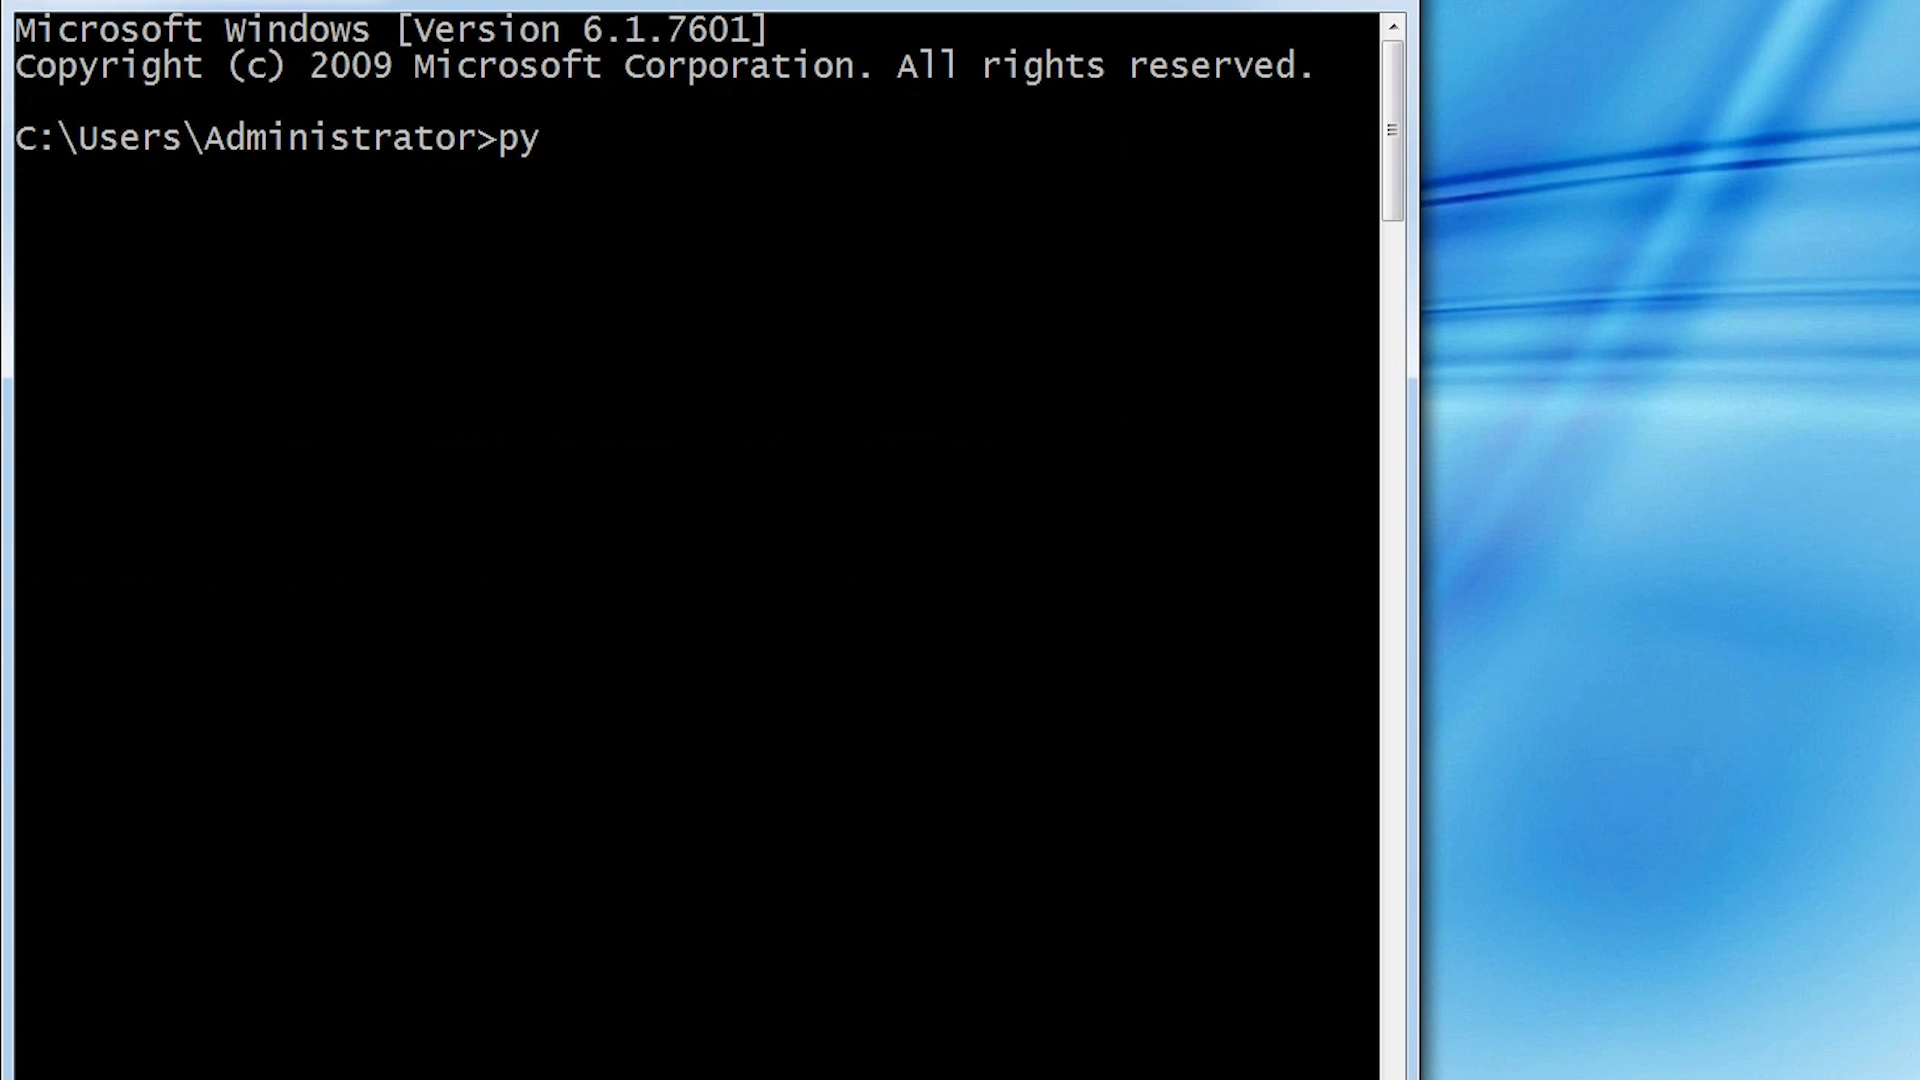 Microsoft Windows [Version 6.1.7601]
Copyright (c) 2009 Microsoft Corporation. All rights reserved.
C:\Users\Administrator>py